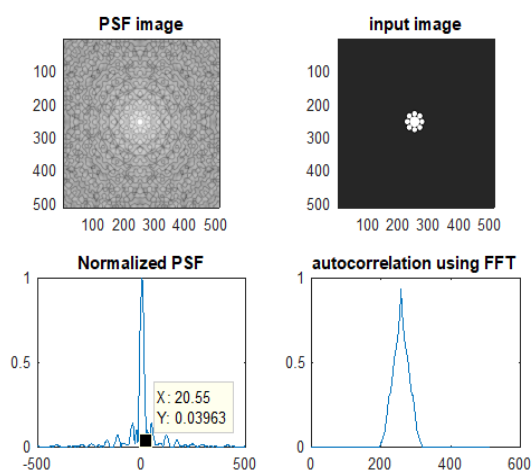 PSF image
100
200
300
400
500
100 200 300 400 500
input image
100
200
300
400
500
100 200 300 400 500
Normalized PSF
1
0.5
0
-500 0 500
X: 20.55
Y: 0.03963
autocorrelation using FFT
1
0.5
0
0 200 400 600